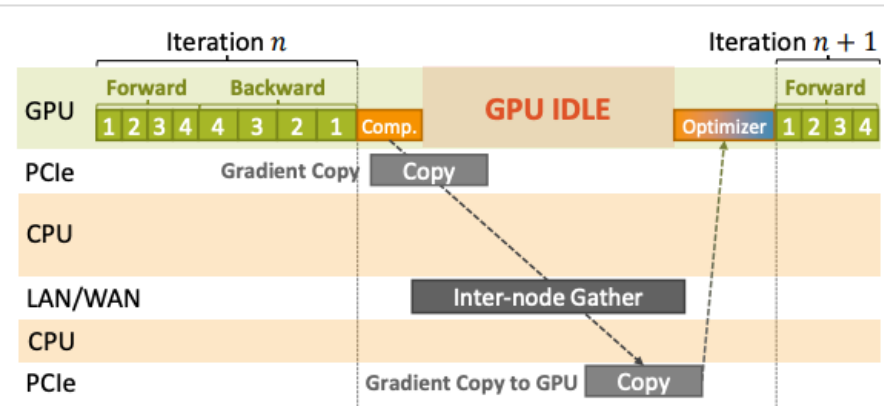 Iteration n
Iteration n + 1
Forward
Backward
Forward
GPU
1 2 3 4 4 3 2 1 Comp.
GPU IDLE
Optimizer 1 2 3 4
PCIe
Gradient Copy
Copy
CPU
LAN/WAN
Inter-node Gather
CPU
PCIe
Gradient Copy to GPU
Copy